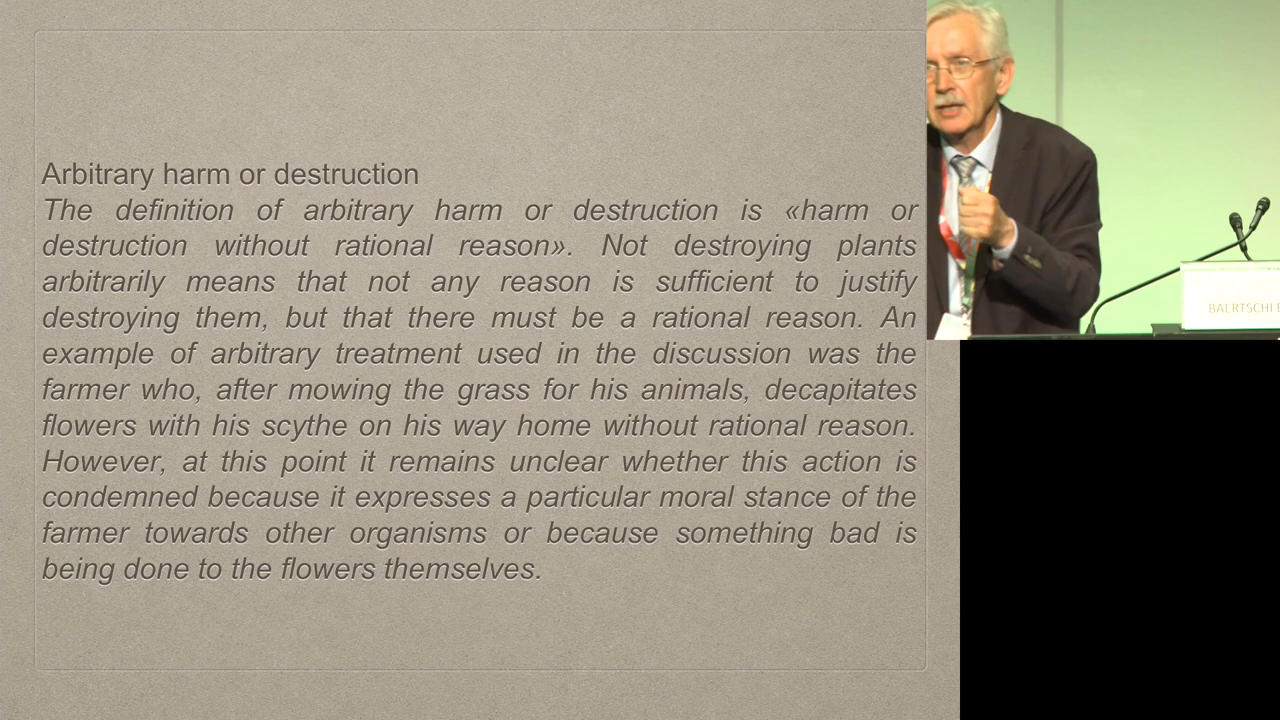 Arbitrary harm or destruction
The definition of arbitrary harm or destruction is «harm or
destruction without rational reason». Not destroying plants
arbitrarily means that not any reason is sufficient to justify
destroying them, but that there must be a rational reason. An
example of arbitrary treatment used in the discussion was the
farmer who, after mowing the grass for his animals, decapitates
flowers with his scythe on his way home without rational reason.
However, at this point it remains unclear whether this action is
condemned because it expresses a particular moral stance of the
farmer towards other organisms or because something bad is
being done to the flowers themselves.
BAERTSCHI